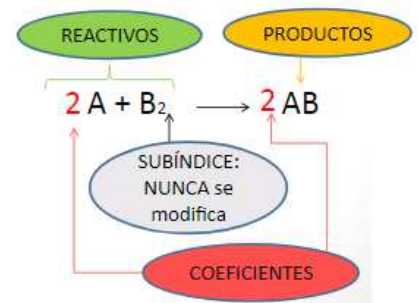 REACTIVOS
PRODUCTOS
2 A + B₂ ⟶ 2 AB
SUBÍNDICE:
NUNCA se
modifica
COEFICIENTES